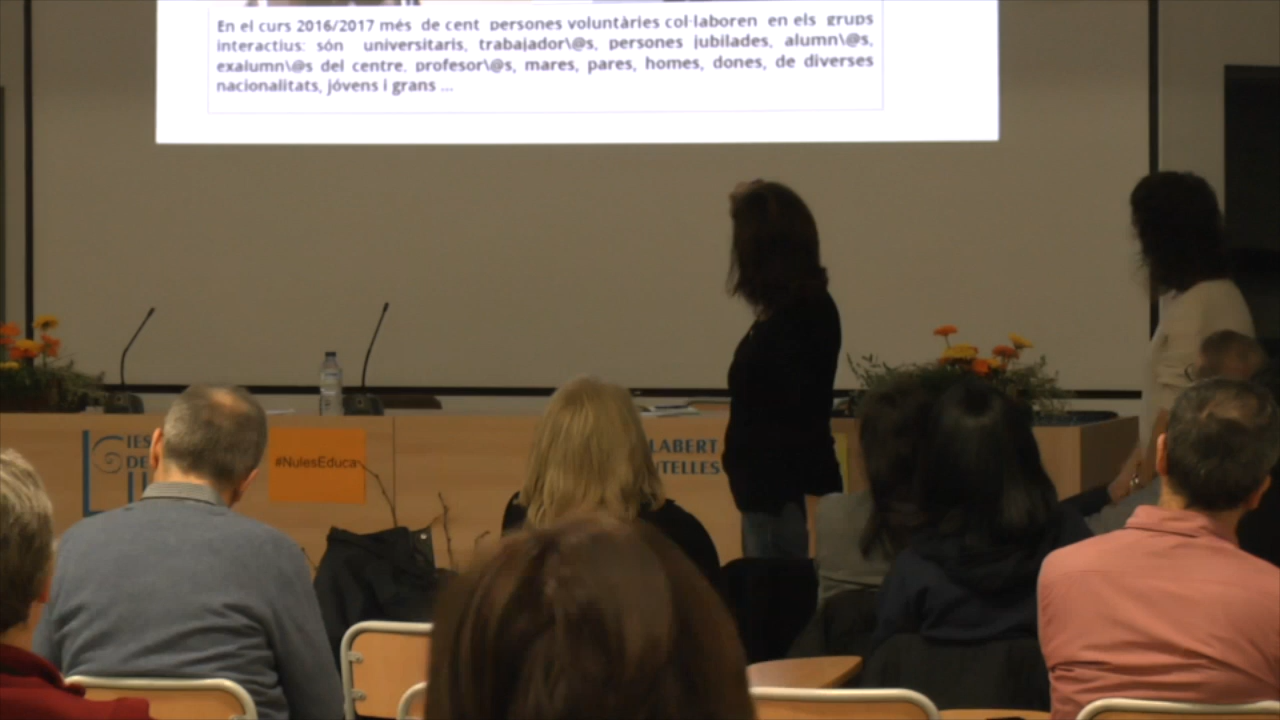 En el curs 2016/2017 més de cent persones voluntàries col·laboren en els grups
interactius: són universitaris, trabajador\@s, persones jubilades, alumn\@s,
exalumn\@s del centre, profesor\@s, mares, pares, homes, dones, de diverses
nacionalitats, jóvens i grans ...
IES
DE
#NulesEduca
LABERT
TELLES